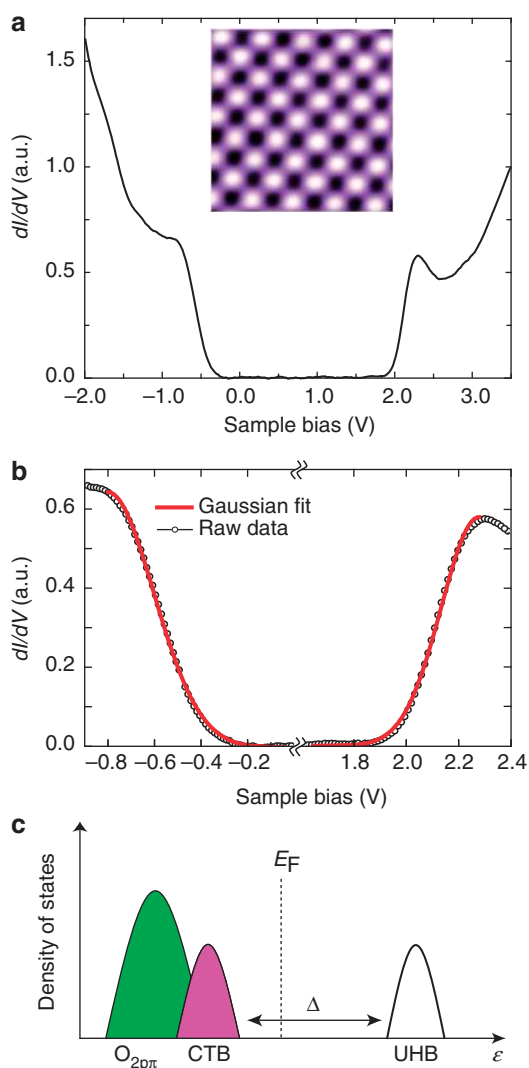 a
1.5
1.0
0.5
0.0
dI/dV (a.u.)
−2.0 −1.0 0.0 1.0 2.0 3.0
Sample bias (V)
b
0.6
0.4
0.2
0.0
dI/dV (a.u.)
Gaussian fit
Raw data
−0.8 −0.6 −0.4 −0.2 1.8 2.0 2.2 2.4
Sample bias (V)
c
Density of states
E_F
Δ
O_2pπ CTB UHB ε